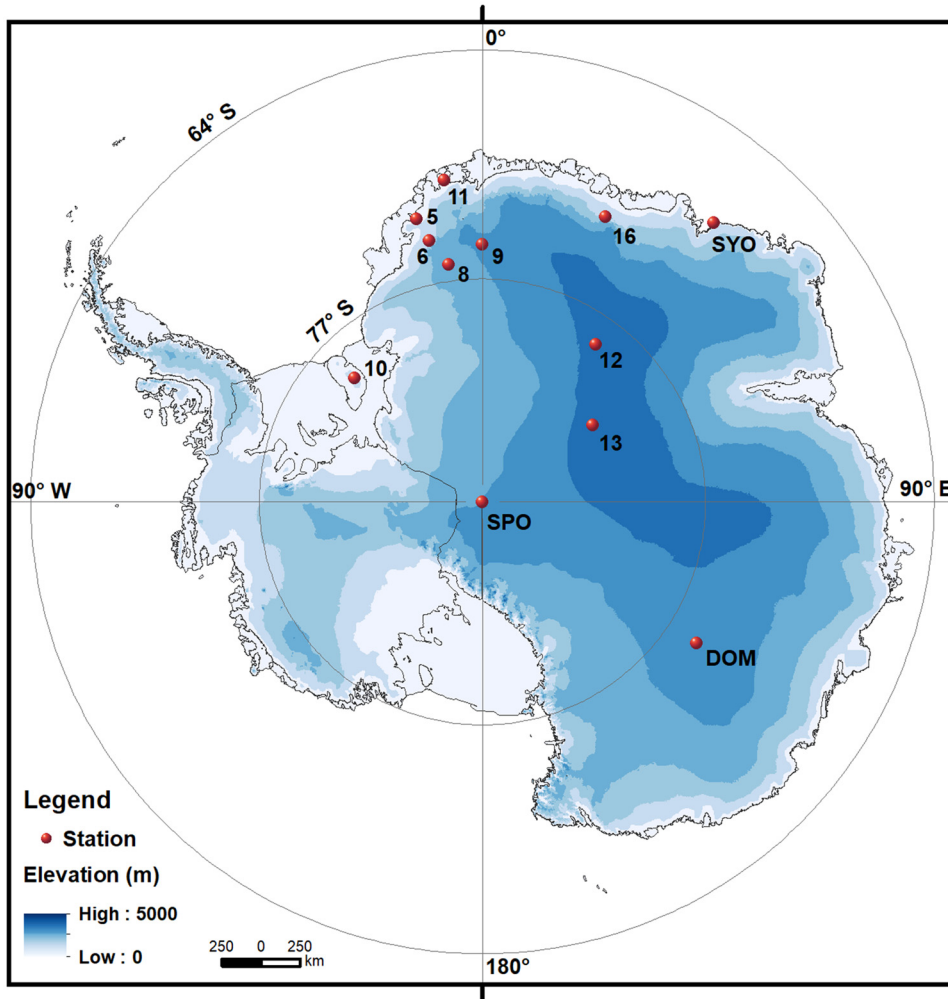 0°
64° S
11
5
16
SYO
6
9
8
77° S
12
10
13
90° W
90° E
SPO
DOM
Legend
Station
Elevation (m)
High : 5000
Low : 0
250 0 250
km
180°